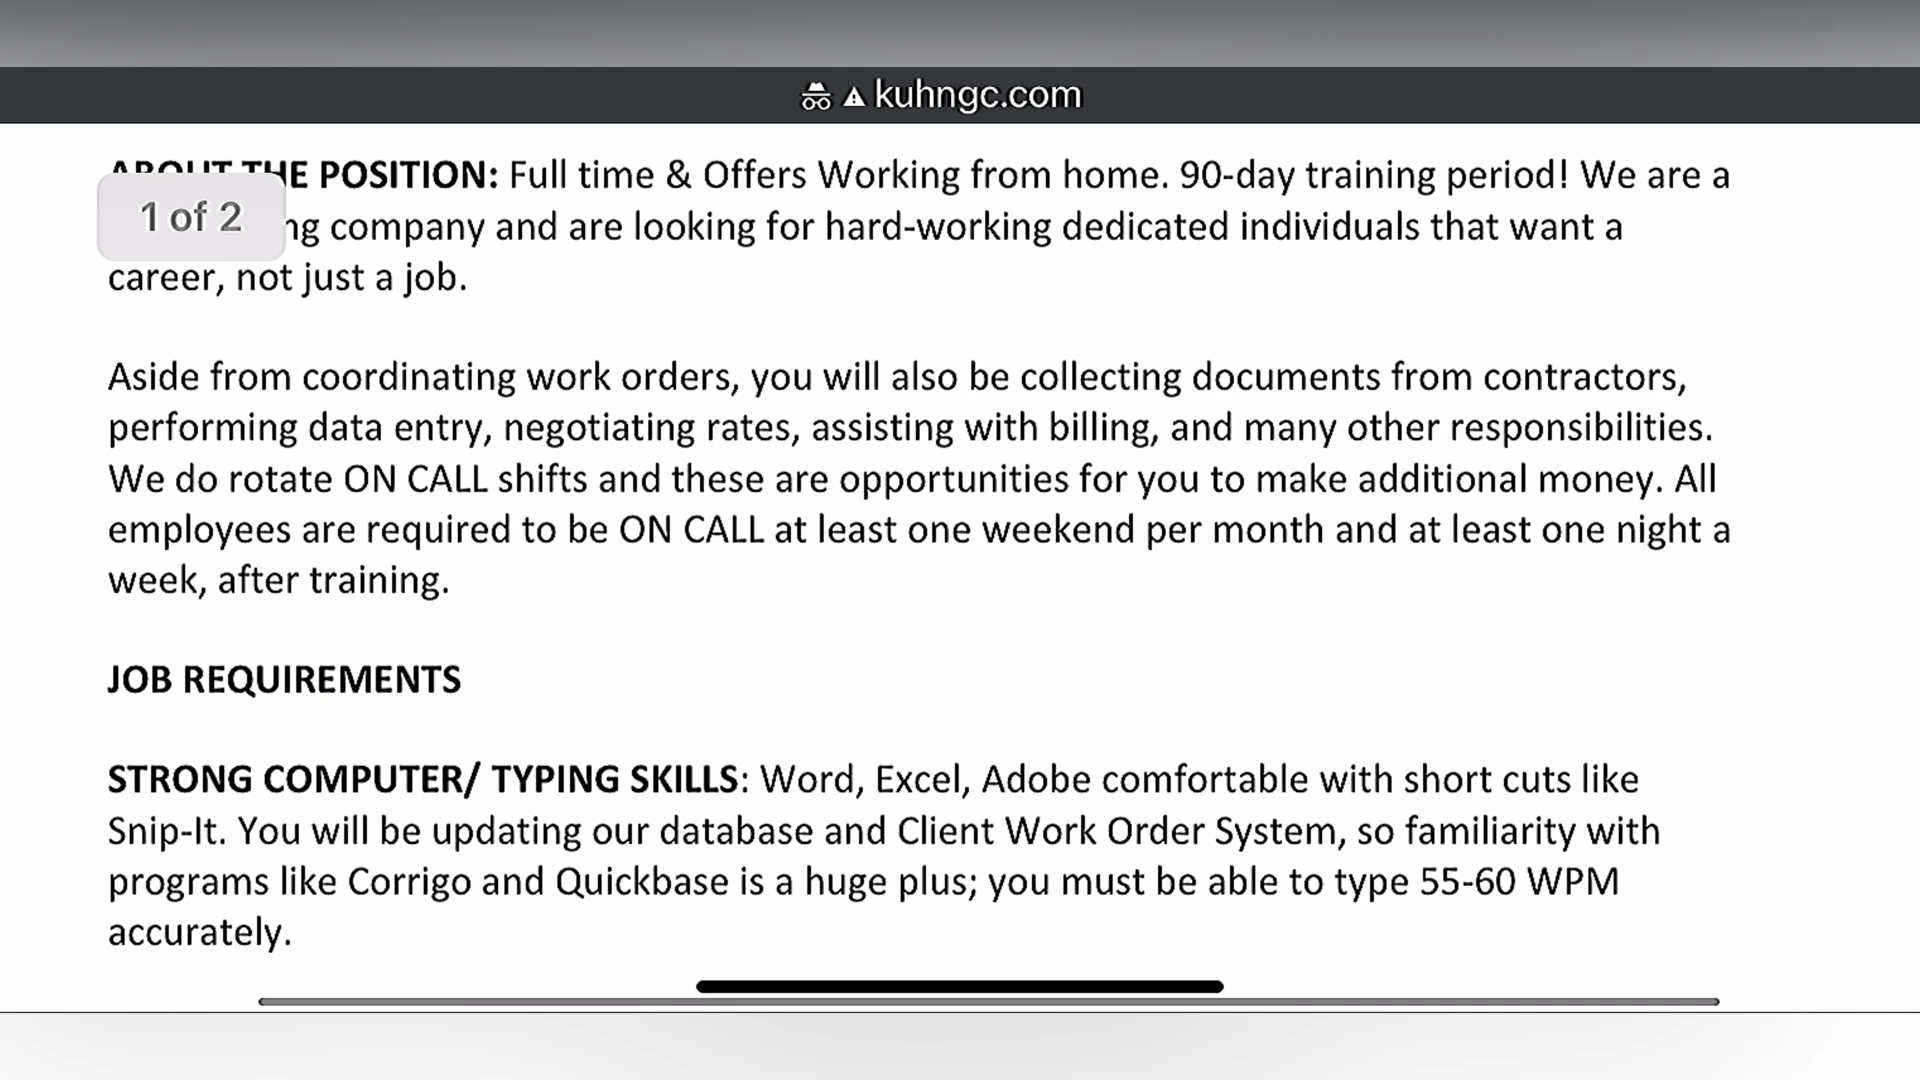 kuhngc.com
THE POSITION: Full time & Offers Working from home. 90-day training period! We are a
1 of 2
company and are looking for hard-working dedicated individuals that want a
career, not just a job.
Aside from coordinating work orders, you will also be collecting documents from contractors,
performing data entry, negotiating rates, assisting with billing, and many other responsibilities.
We do rotate ON CALL shifts and these are opportunities for you to make additional money. All
employees are required to be ON CALL at least one weekend per month and at least one night a
week, after training.
JOB REQUIREMENTS
STRONG COMPUTER/ TYPING SKILLS: Word, Excel, Adobe comfortable with short cuts like
Snip-It. You will be updating our database and Client Work Order System, so familiarity with
programs like Corrigo and Quickbase is a huge plus; you must be able to type 55-60 WPM
accurately.